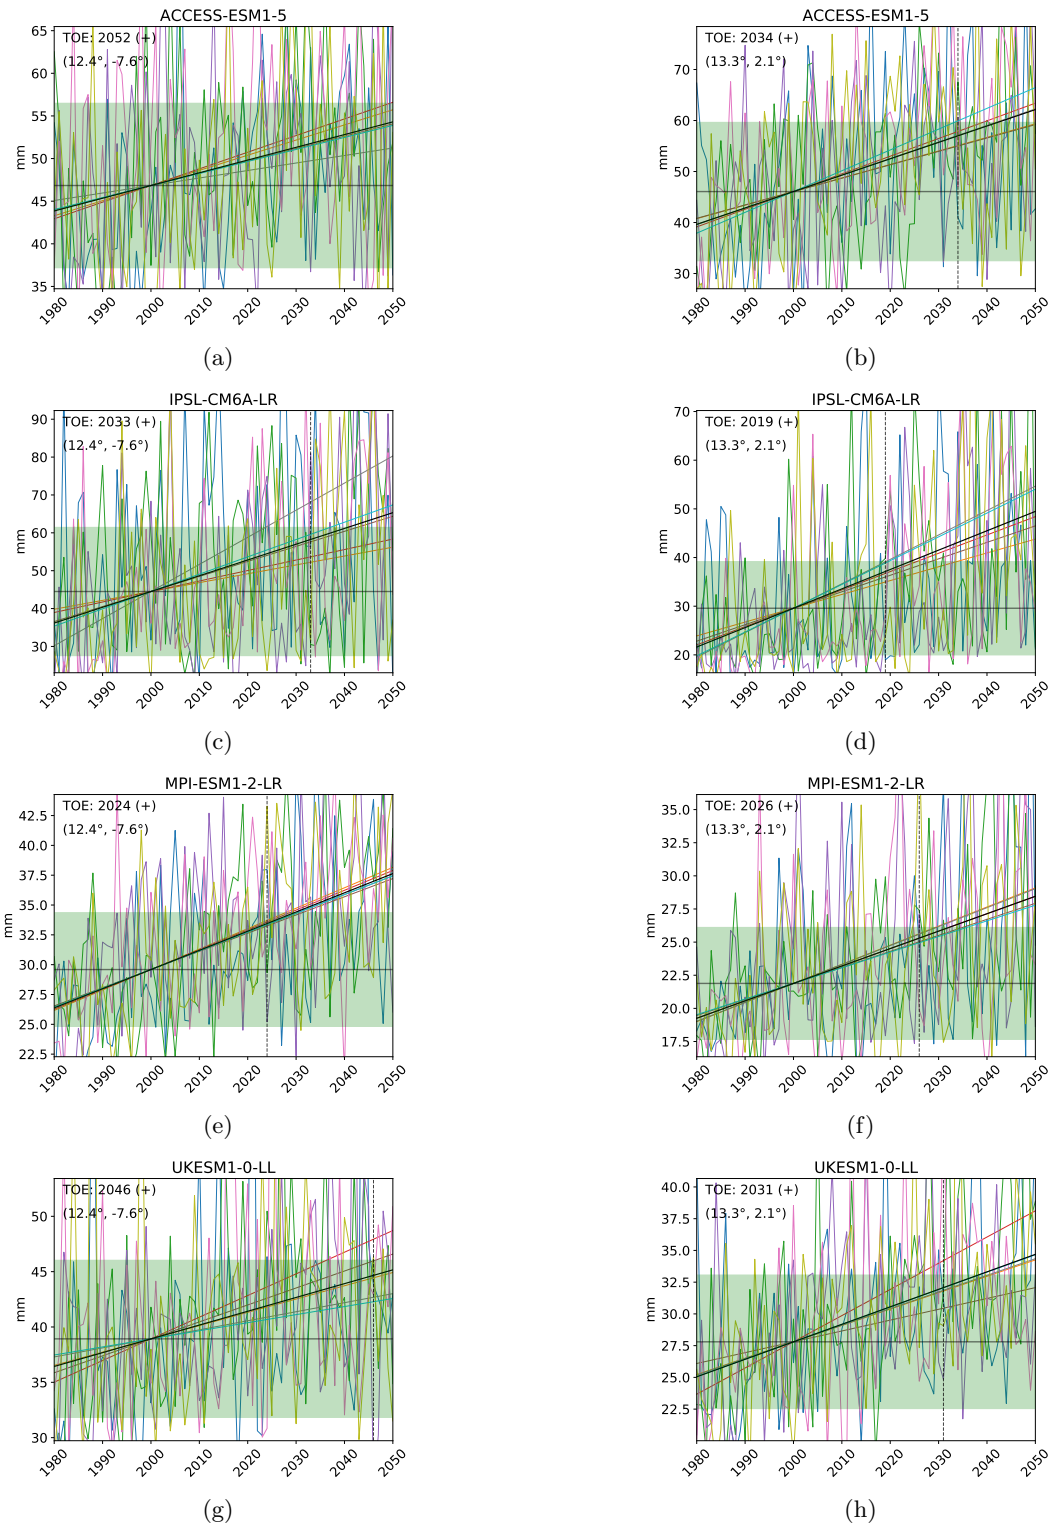 ACCESS-ESM1-5
TOE: 2052 (+)
(12.4°, -7.6°)
65
60
55
50
45
40
35
mm
1980 1990 2000 2010 2020 2030 2040 2050
(a)
ACCESS-ESM1-5
TOE: 2034 (+)
(13.3°, 2.1°)
70
60
50
40
30
mm
1980 1990 2000 2010 2020 2030 2040 2050
(b)
IPSL-CM6A-LR
TOE: 2033 (+)
(12.4°, -7.6°)
90
80
70
60
50
40
30
mm
1980 1990 2000 2010 2020 2030 2040 2050
(c)
IPSL-CM6A-LR
TOE: 2019 (+)
(13.3°, 2.1°)
70
60
50
40
30
20
mm
1980 1990 2000 2010 2020 2030 2040 2050
(d)
MPI-ESM1-2-LR
TOE: 2024 (+)
(12.4°, -7.6°)
42.5
40.0
37.5
35.0
32.5
30.0
27.5
25.0
22.5
mm
1980 1990 2000 2010 2020 2030 2040 2050
(e)
MPI-ESM1-2-LR
TOE: 2026 (+)
(13.3°, 2.1°)
35.0
32.5
30.0
27.5
25.0
22.5
20.0
17.5
mm
1980 1990 2000 2010 2020 2030 2040 2050
(f)
UKESM1-0-LL
TOE: 2046 (+)
(12.4°, -7.6°)
50
45
40
35
30
mm
1980 1990 2000 2010 2020 2030 2040 2050
(g)
UKESM1-0-LL
TOE: 2031 (+)
(13.3°, 2.1°)
40.0
37.5
35.0
32.5
30.0
27.5
25.0
22.5
mm
1980 1990 2000 2010 2020 2030 2040 2050
(h)